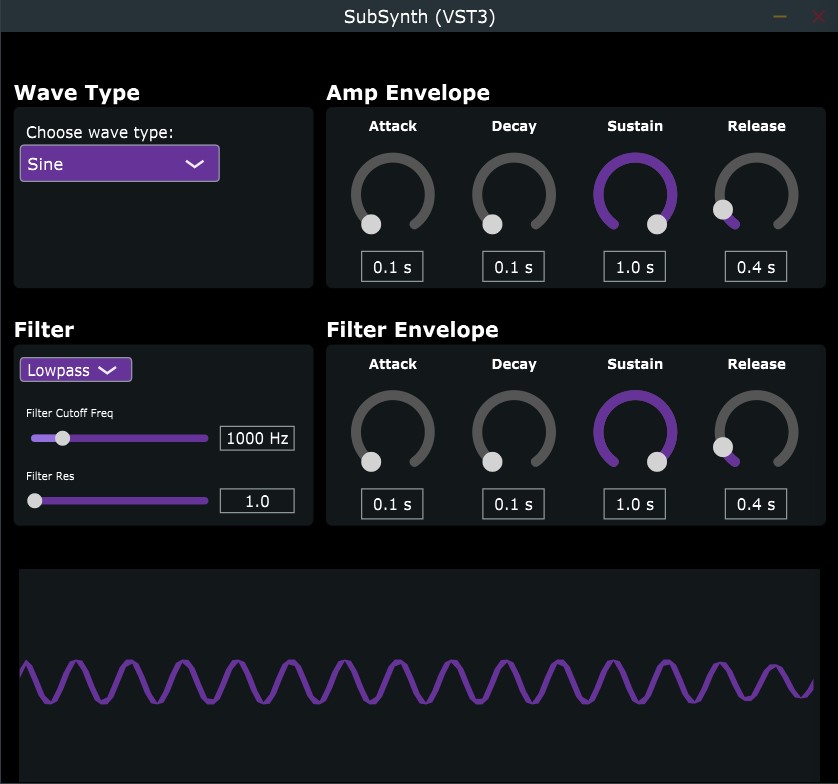 SubSynth (VST3)
Wave Type
Choose wave type:
Sine
Amp Envelope
Attack Decay Sustain Release
0.1 s 0.1 s 1.0 s 0.4 s
Filter
Lowpass
Filter Cutoff Freq
1000 Hz
Filter Res
1.0
Filter Envelope
Attack Decay Sustain Release
0.1 s 0.1 s 1.0 s 0.4 s